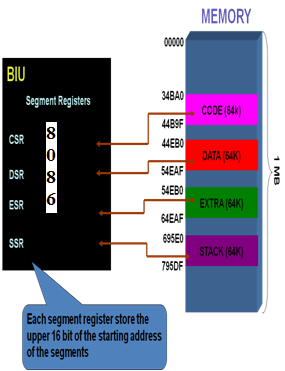 MEMORY
BIU
Segment Registers
8
0
8
6
CSR
DSR
ESR
SSR
00000
34BA0
CODE (64k)
44B9F
44EB0
DATA (64K)
54EAF
54EB0
EXTRA (64K)
64EAF
695E0
STACK (64K)
795DF
1 MB
Each segment register store the
upper 16 bit of the starting address
of the segments